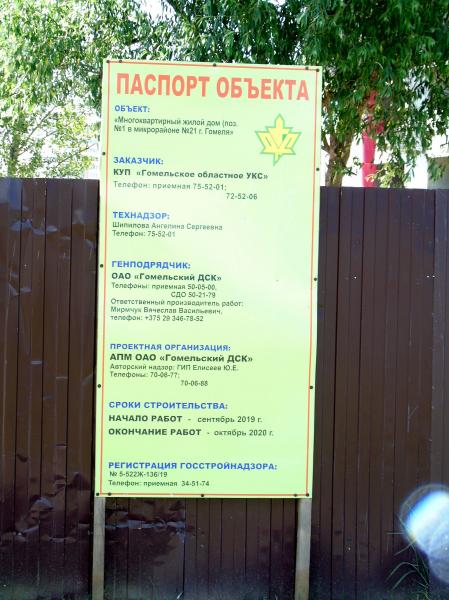 ПАСПОРТ ОБЪЕКТА
ОБЪЕКТ:
«Многоквартирный жилой дом (поз.
№1 в микрорайоне №21 г. Гомеля»
ЗАКАЗЧИК:
КУП «Гомельское областное УКС»
Телефон: приемная 75-52-01;
72-52-06
ТЕХНАДЗОР:
Шипилова Ангелина Сергеевна
Телефон: 75-52-01
ГЕНПОДРЯДЧИК:
ОАО «Гомельский ДСК»
Телефоны: приемная 50-05-00,
СДО 50-21-79
Ответственный производитель работ:
Мирмчук Вячеслав Васильевич,
телефон: +375 29 346-78-52
ПРОЕКТНАЯ ОРГАНИЗАЦИЯ:
АПМ ОАО «Гомельский ДСК»
Авторский надзор: ГИП Елисеев Ю.Е.
Телефоны: 70-06-77;
70-06-88
СРОКИ СТРОИТЕЛЬСТВА:
НАЧАЛО РАБОТ - сентябрь 2019 г.
ОКОНЧАНИЕ РАБОТ - октябрь 2020 г.
РЕГИСТРАЦИЯ ГОССТРОЙНАДЗОРА:
№ 5-522Ж-136/19
Телефон: приемная 34-51-74